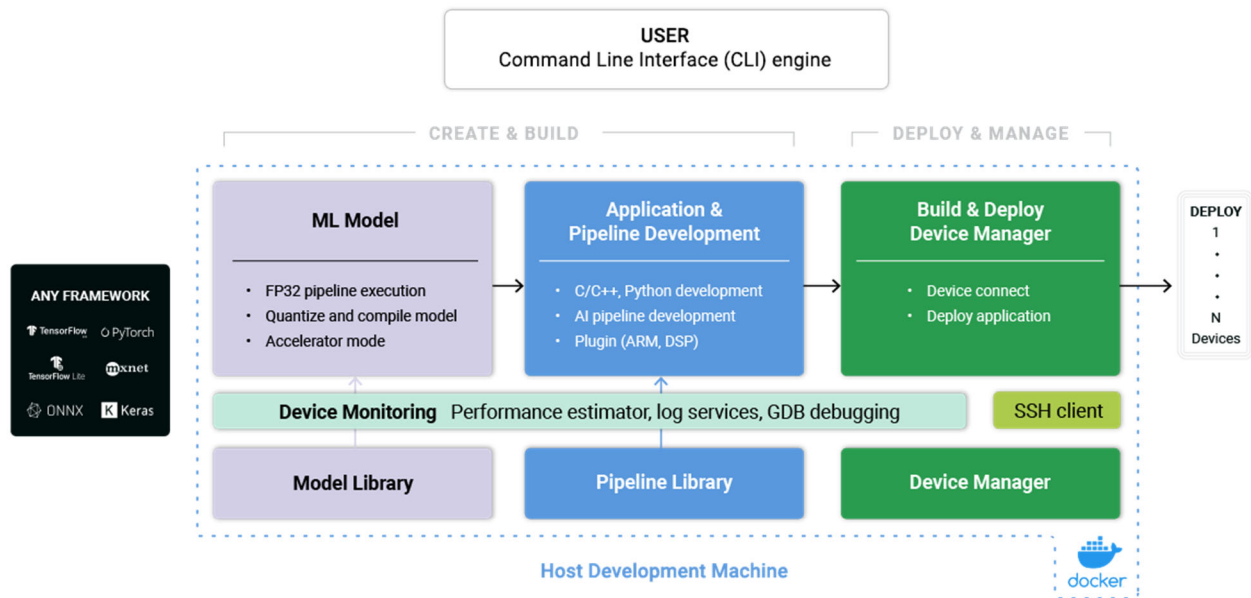 USER
Command Line Interface (CLI) engine
CREATE & BUILD
DEPLOY & MANAGE
ANY FRAMEWORK
TensorFlow
PyTorch
TensorFlow Lite
mxnet
ONNX
Keras
ML Model
• FP32 pipeline execution
• Quantize and compile model
• Accelerator mode
Application &
Pipeline Development
• C/C++, Python development
• AI pipeline development
• Plugin (ARM, DSP)
Build & Deploy
Device Manager
• Device connect
• Deploy application
DEPLOY
1
.
.
.
N
Devices
Device Monitoring Performance estimator, log services, GDB debugging
SSH client
Model Library
Pipeline Library
Device Manager
Host Development Machine
docker